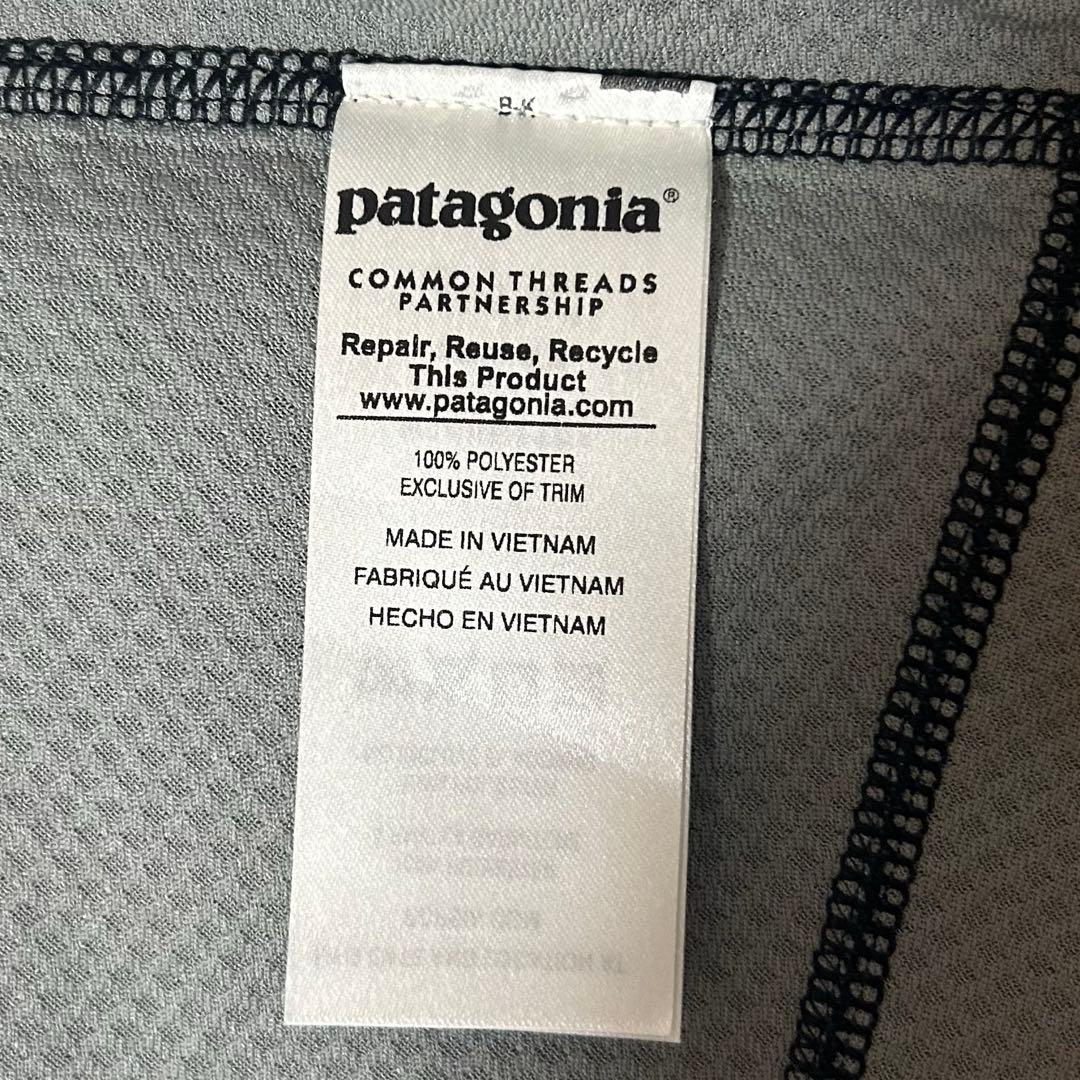 8-K
patagonia®
COMMON THREADS
PARTNERSHIP
Repair, Reuse, Recycle
This Product
www.patagonia.com
100% POLYESTER
EXCLUSIVE OF TRIM
MADE IN VIETNAM
FABRIQUÉ AU VIETNAM
HECHO EN VIETNAM